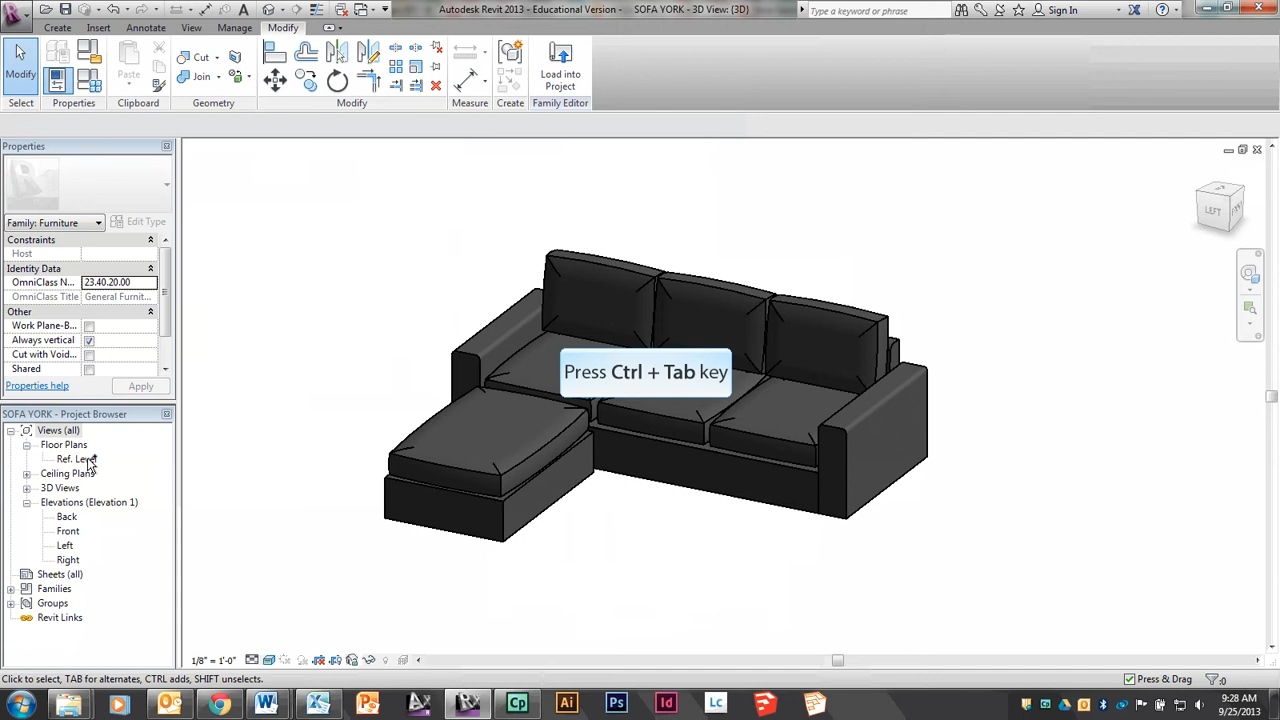 Autodesk Revit 2013 - Educational Version - SOFA YORK - 3D View: {3D}
Type a keyword or phrase
Sign In
Create Insert Annotate View Manage Modify
Modify
Paste
Cut
Join
Load into
Project
Select Properties Clipboard Geometry Modify Measure Create Family Editor
Properties
Family: Furniture
Edit Type
Constraints
Host
Identity Data
OmniClass N... 23.40.20.00
OmniClass Title General Furnit...
Other
Work Plane-B...
Always vertical
Cut with Void...
Shared
Properties help
Apply
SOFA YORK - Project Browser
Views (all)
Floor Plans
Ref. Level
Ceiling Plans
3D Views
Elevations (Elevation 1)
Back
Front
Left
Right
Sheets (all)
Families
Groups
Revit Links
LEFT
Press Ctrl + Tab key
1/8" = 1'-0"
Click to select, TAB for alternates, CTRL adds, SHIFT unselects.
Press & Drag
:0
Cp
Ai
Ps
Id
Lc
9:28 AM
9/25/2013